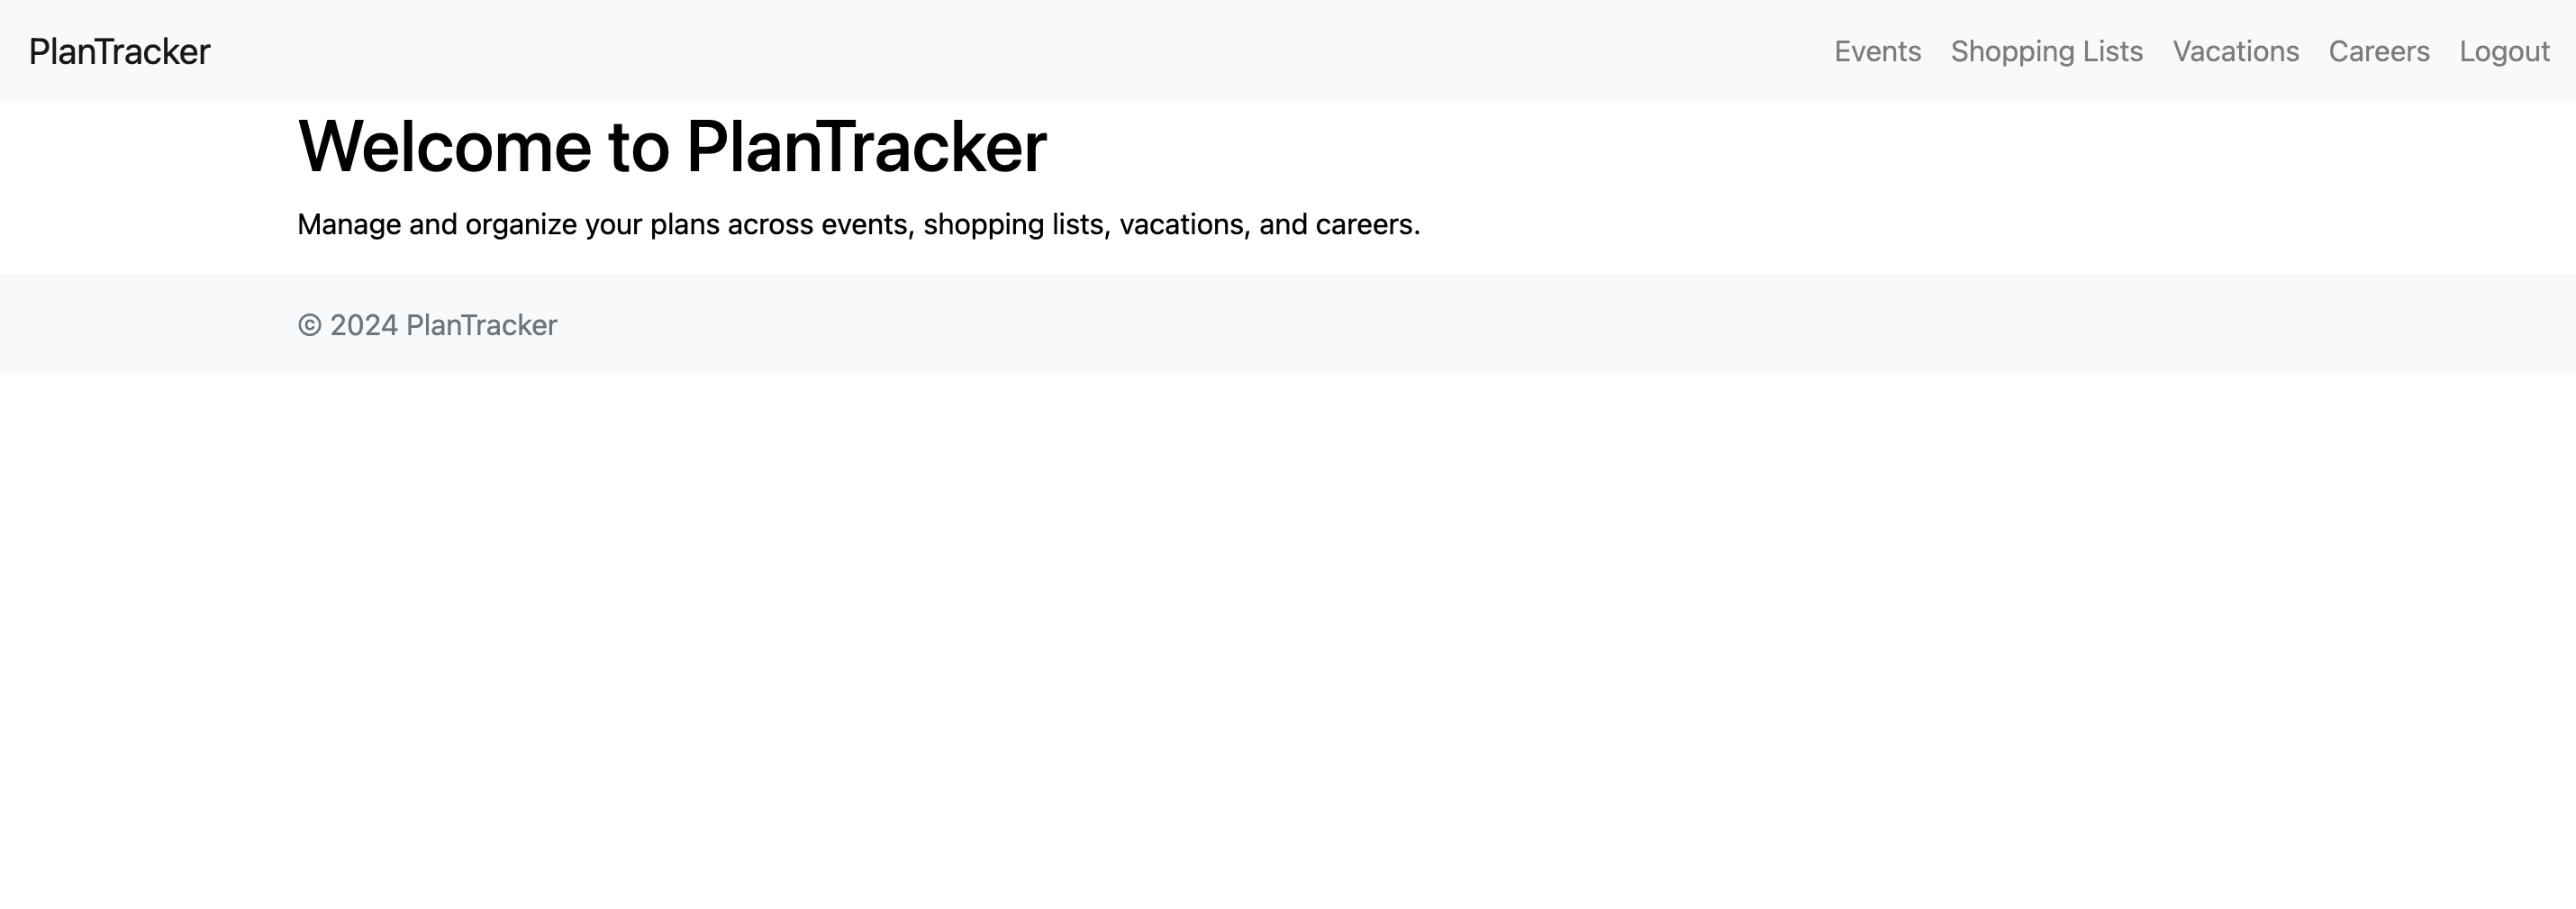 PlanTracker
Events Shopping Lists Vacations Careers Logout
Welcome to PlanTracker
Manage and organize your plans across events, shopping lists, vacations, and careers.
© 2024 PlanTracker